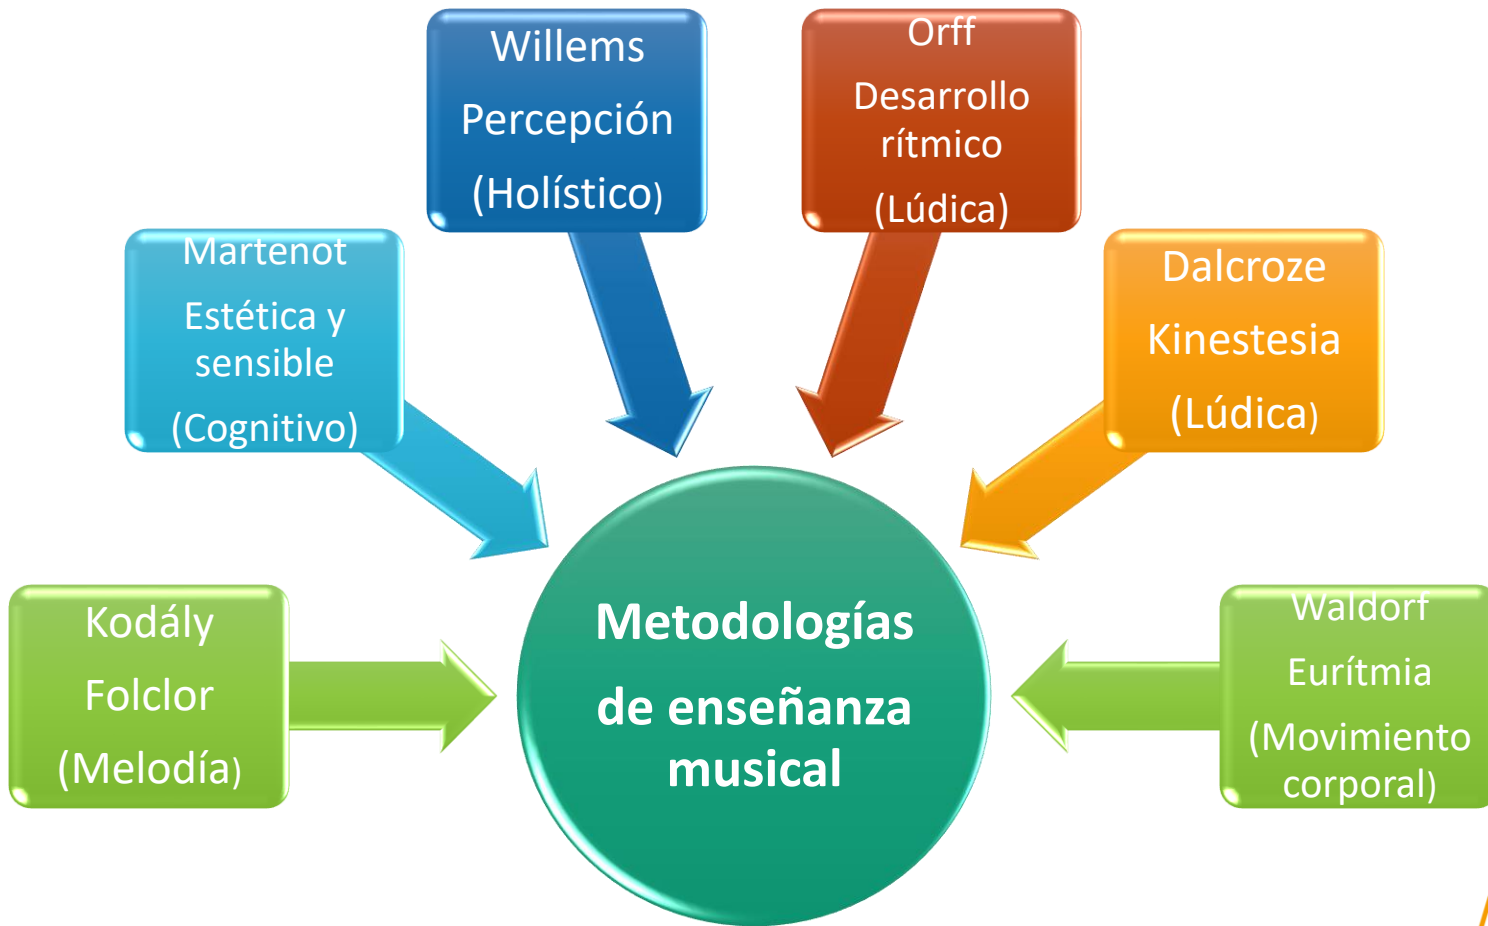 Willems
Percepción
(Holístico)
Orff
Desarrollo
rítmico
(Lúdica)
Martenot
Estética y
sensible
(Cognitivo)
Dalcroze
Kinestesia
(Lúdica)
Kodály
Folclor
(Melodía)
Metodologías
de enseñanza
musical
Waldorf
Eurítmia
(Movimiento
corporal)